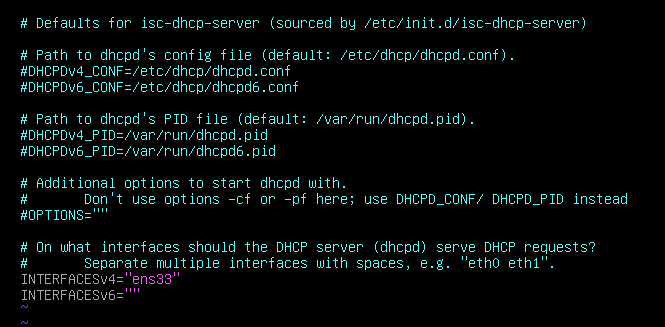 # Defaults for isc-dhcp-server (sourced by /etc/init.d/isc-dhcp-server)
# Path to dhcpd's config file (default: /etc/dhcp/dhcpd.conf).
#DHCPDv4_CONF=/etc/dhcp/dhcpd.conf
#DHCPDv6_CONF=/etc/dhcp/dhcpd6.conf
# Path to dhcpd's PID file (default: /var/run/dhcpd.pid).
#DHCPDv4_PID=/var/run/dhcpd.pid
#DHCPDv6_PID=/var/run/dhcpd6.pid
# Additional options to start dhcpd with.
#       Don't use options -cf or -pf here; use DHCPD_CONF/ DHCPD_PID instead
#OPTIONS=""
# On what interfaces should the DHCP server (dhcpd) serve DHCP requests?
#       Separate multiple interfaces with spaces, e.g. "eth0 eth1".
INTERFACESv4="ens33"
INTERFACESv6=""
~
~